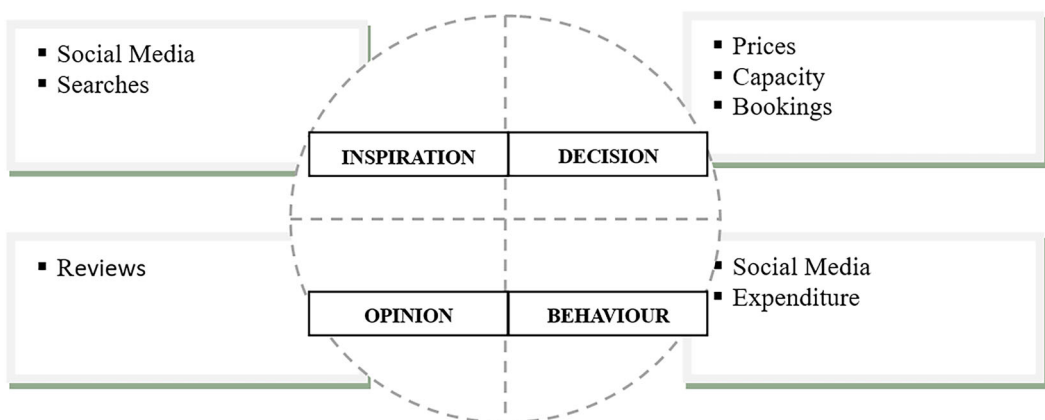 ▪ Social Media
▪ Searches
▪ Prices
▪ Capacity
▪ Bookings
INSPIRATION
DECISION
▪ Reviews
▪ Social Media
▪ Expenditure
OPINION
BEHAVIOUR